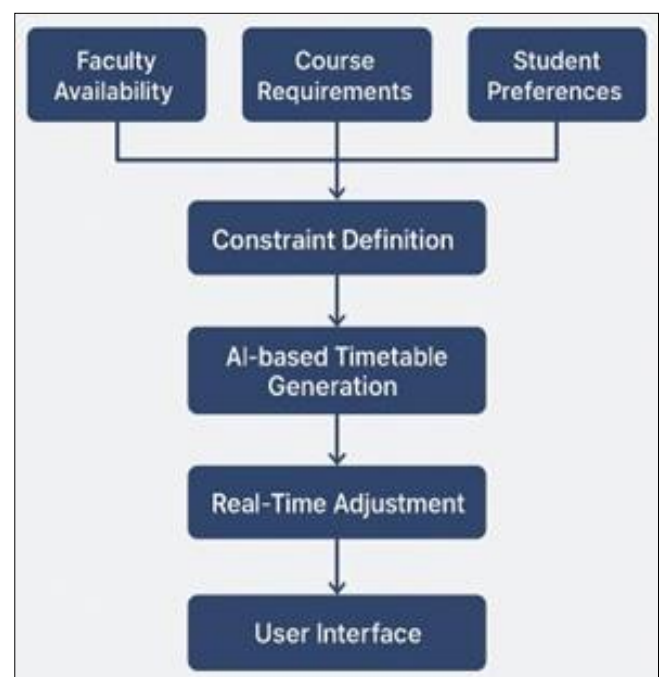 Faculty
Availability
Course
Requirements
Student
Preferences
Constraint Definition
AI-based Timetable
Generation
Real-Time Adjustment
User Interface